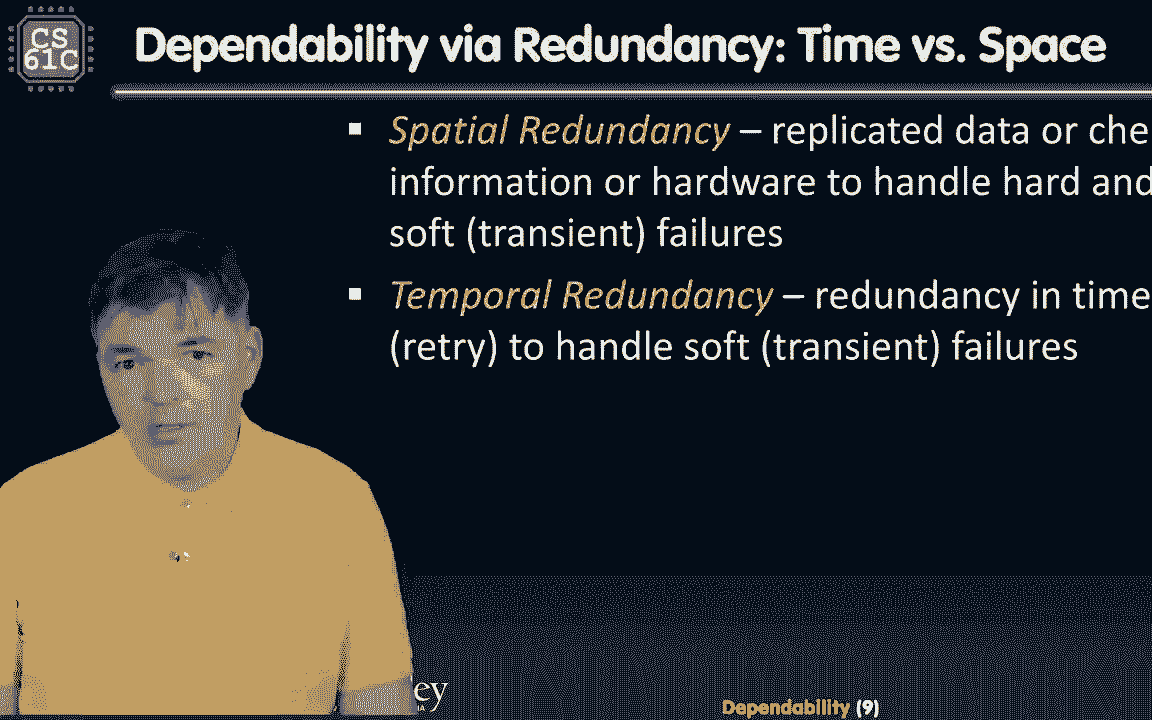 CS
61C
Dependability via Redundancy: Time vs. Space
▪ Spatial Redundancy – replicated data or che
information or hardware to handle hard and
soft (transient) failures
▪ Temporal Redundancy – redundancy in time
(retry) to handle soft (transient) failures
ey
Dependability (9)